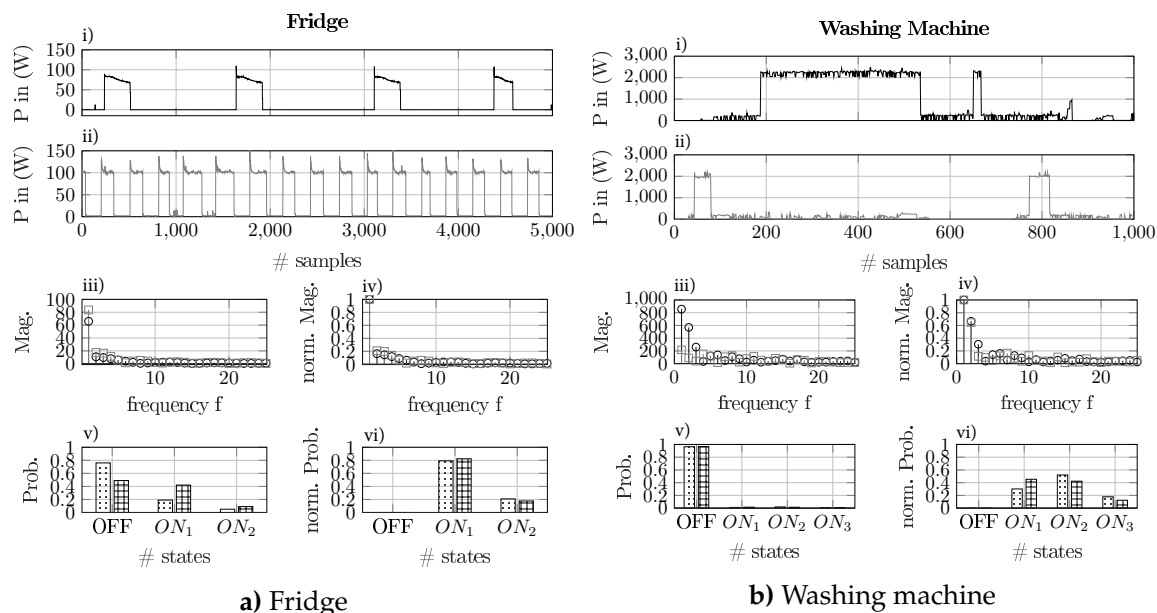 Fridge
i)
150
100
50
0
P in (W)
ii)
150
100
50
0
P in (W)
0 1,000 2,000 3,000 4,000 5,000
# samples
iii)
100
80
60
40
20
Mag.
10 20
frequency f
iv)
1
0.8
0.6
0.4
0.2
0
norm. Mag.
10 20
frequency f
v)
1
0.8
0.6
0.4
0.2
0
Prob.
OFF ON1 ON2
# states
vi)
1
0.8
0.6
0.4
0.2
0
norm. Prob.
OFF ON1 ON2
# states
a) Fridge
Washing Machine
i)
3,000
2,000
1,000
0
P in (W)
ii)
3,000
2,000
1,000
0
P in (W)
0 200 400 600 800 1,000
# samples
iii)
1,000
800
600
400
200
0
Mag.
0 10 20
frequency f
iv)
1
0.8
0.6
0.4
0.2
0
norm. Mag.
0 10 20
frequency f
v)
1
0.8
0.6
0.4
0.2
0
Prob.
OFF ON1 ON2 ON3
# states
vi)
1
0.8
0.6
0.4
0.2
0
norm. Prob.
OFF ON1 ON2 ON3
# states
b) Washing machine